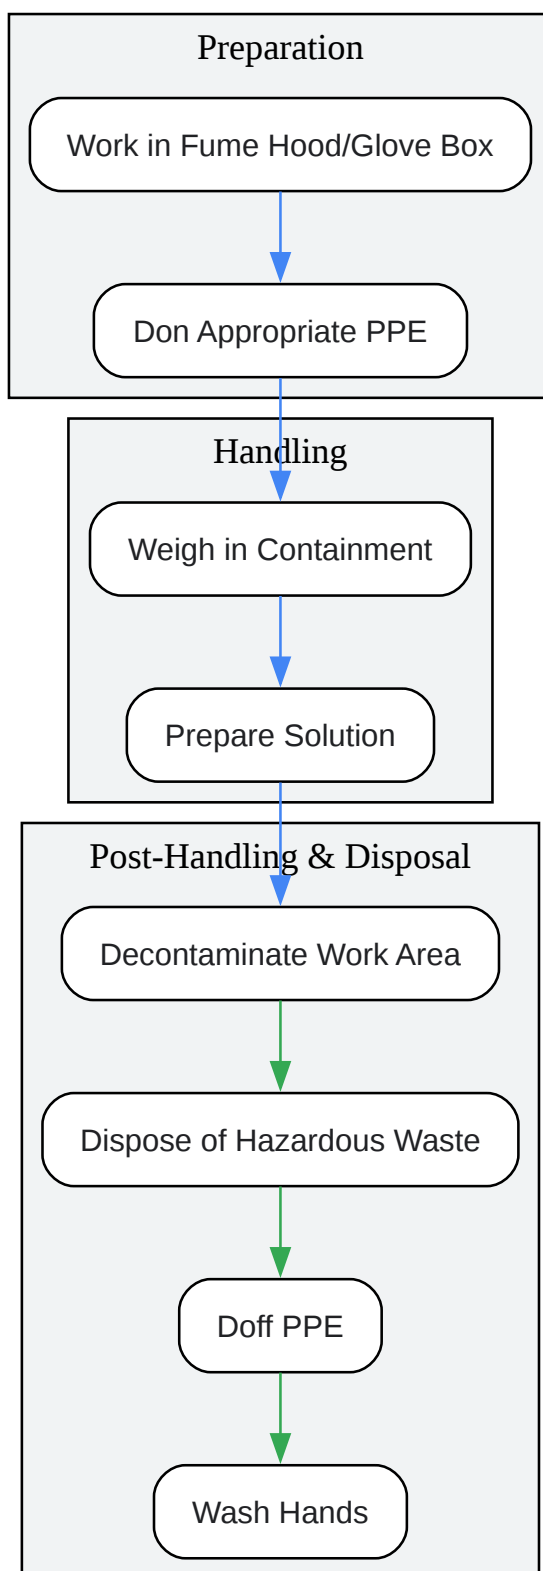 Preparation
Work in Fume Hood/Glove Box
Don Appropriate PPE
Handling
Weigh in Containment
Prepare Solution
Post-Handling & Disposal
Decontaminate Work Area
Dispose of Hazardous Waste
Doff PPE
Wash Hands